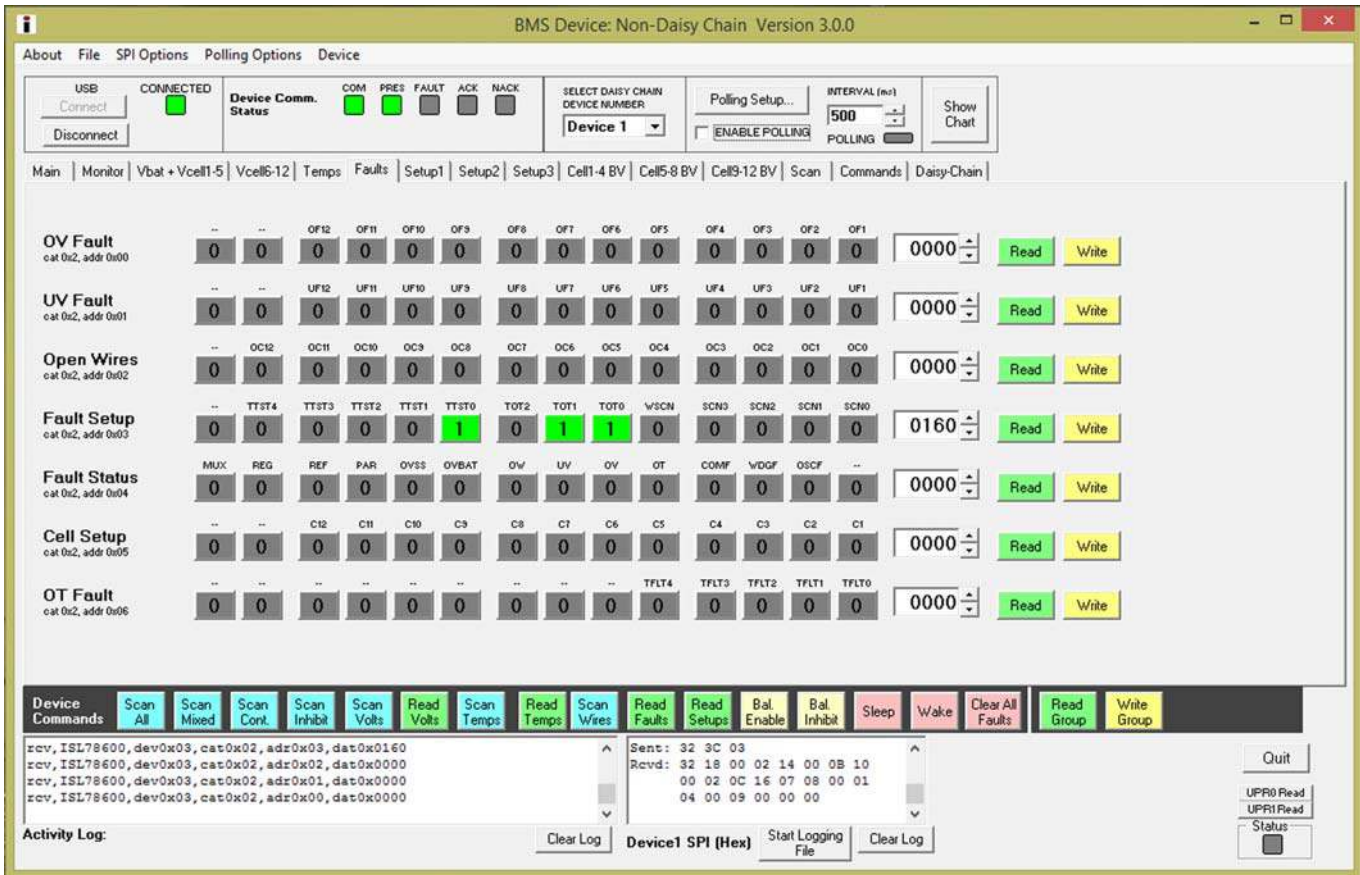 BMS Device: Non-Daisy Chain Version 3.0.0
About File SPI Options Polling Options Device
USB
Connect
Disconnect
CONNECTED
Device Comm.
Status
COM PRES FAULT ACK NACK
SELECT DAISY CHAIN
DEVICE NUMBER
Device 1
Polling Setup...
ENABLE POLLING
INTERVAL (ms)
500
POLLING
Show
Chart
Main Monitor Vbat + Vcell1-5 Vcell6-12 Temps Faults Setup1 Setup2 Setup3 Cell1-4 BV Cell5-8 BV Cell9-12 BV Scan Commands Daisy-Chain
-- -- OF12 OF11 OF10 OF9 OF8 OF7 OF6 OF5 OF4 OF3 OF2 OF1
OV Fault 0 0 0 0 0 0 0 0 0 0 0 0 0 0 0000 Read Write
cat 0x2, addr 0x00
-- -- UF12 UF11 UF10 UF9 UF8 UF7 UF6 UF5 UF4 UF3 UF2 UF1
UV Fault 0 0 0 0 0 0 0 0 0 0 0 0 0 0 0000 Read Write
cat 0x2, addr 0x01
-- OC12 OC11 OC10 OC9 OC8 OC7 OC6 OC5 OC4 OC3 OC2 OC1 OC0
Open Wires 0 0 0 0 0 0 0 0 0 0 0 0 0 0 0000 Read Write
cat 0x2, addr 0x02
-- TTST4 TTST3 TTST2 TTST1 TTST0 TOT2 TOT1 TOT0 WSCN SCN3 SCN2 SCN1 SCN0
Fault Setup 0 0 0 0 0 1 0 1 1 0 0 0 0 0 0160 Read Write
cat 0x2, addr 0x03
MUX REG REF PAR OVSS OVBAT OW UV OV OT COMF WDGF OSCF --
Fault Status 0 0 0 0 0 0 0 0 0 0 0 0 0 0 0000 Read Write
cat 0x2, addr 0x04
-- -- C12 C11 C10 C9 C8 C7 C6 C5 C4 C3 C2 C1
Cell Setup 0 0 0 0 0 0 0 0 0 0 0 0 0 0 0000 Read Write
cat 0x2, addr 0x05
-- -- -- -- -- -- -- -- -- TFLT4 TFLT3 TFLT2 TFLT1 TFLT0
OT Fault 0 0 0 0 0 0 0 0 0 0 0 0 0 0 0000 Read Write
cat 0x2, addr 0x06
Device Scan Scan Scan Scan Scan Read Scan Read Scan Read Read Bal. Bal. Sleep Wake Clear All Read Write
Commands All Mixed Cont. Inhibit Volts Volts Temps Temps Wires Faults Setups Enable Inhibit Faults Group Group
rcv,ISL78600,dev0x03,cat0x02,adr0x03,dat0x0160
rcv,ISL78600,dev0x03,cat0x02,adr0x02,dat0x0000
rcv,ISL78600,dev0x03,cat0x02,adr0x01,dat0x0000
rcv,ISL78600,dev0x03,cat0x02,adr0x00,dat0x0000
Activity Log:
Clear Log
Sent: 32 3C 03
Rcvd: 32 18 00 02 14 00 0B 10
00 02 0C 16 07 08 00 01
04 00 09 00 00 00
Device1 SPI (Hex)
Start Logging
File
Clear Log
Quit
UPR0 Read
UPR1 Read
Status